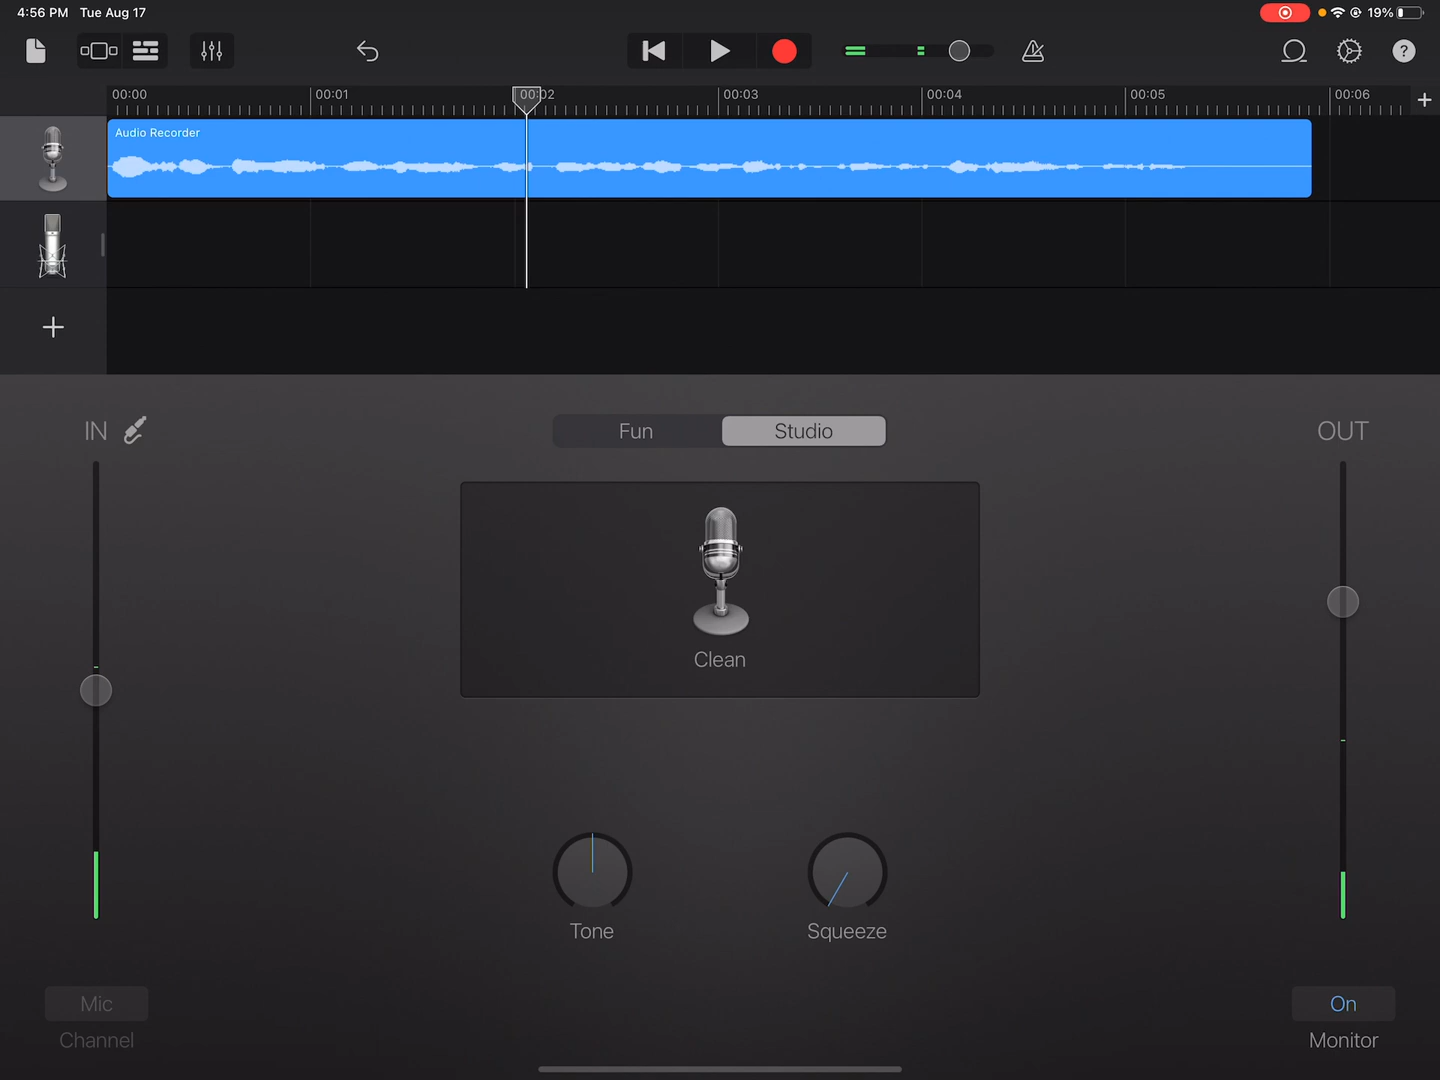 4:56 PM Tue Aug 17
19%
?
00:00 00:01 00:02 00:03 00:04 00:05 00:06
Audio Recorder
IN
Fun
Studio
OUT
Clean
Tone
Squeeze
Mic
Channel
On
Monitor